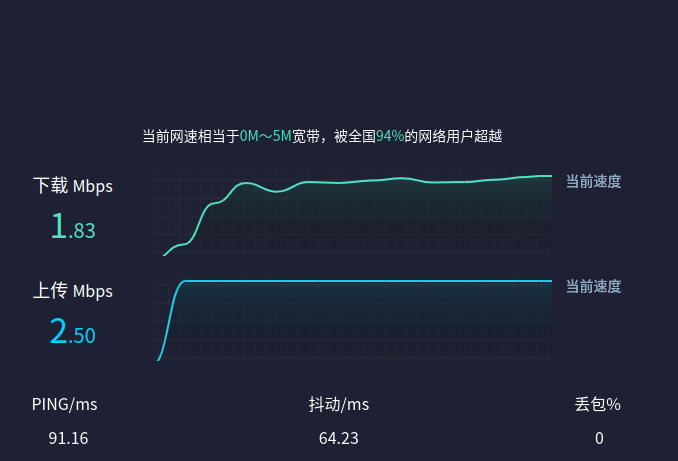 当前网速相当于0M～5M宽带，被全国94%的网络用户超越
下载 Mbps
当前速度
1.83
上传 Mbps
当前速度
2.50
PING/ms 抖动/ms 丢包%
91.16 64.23 0